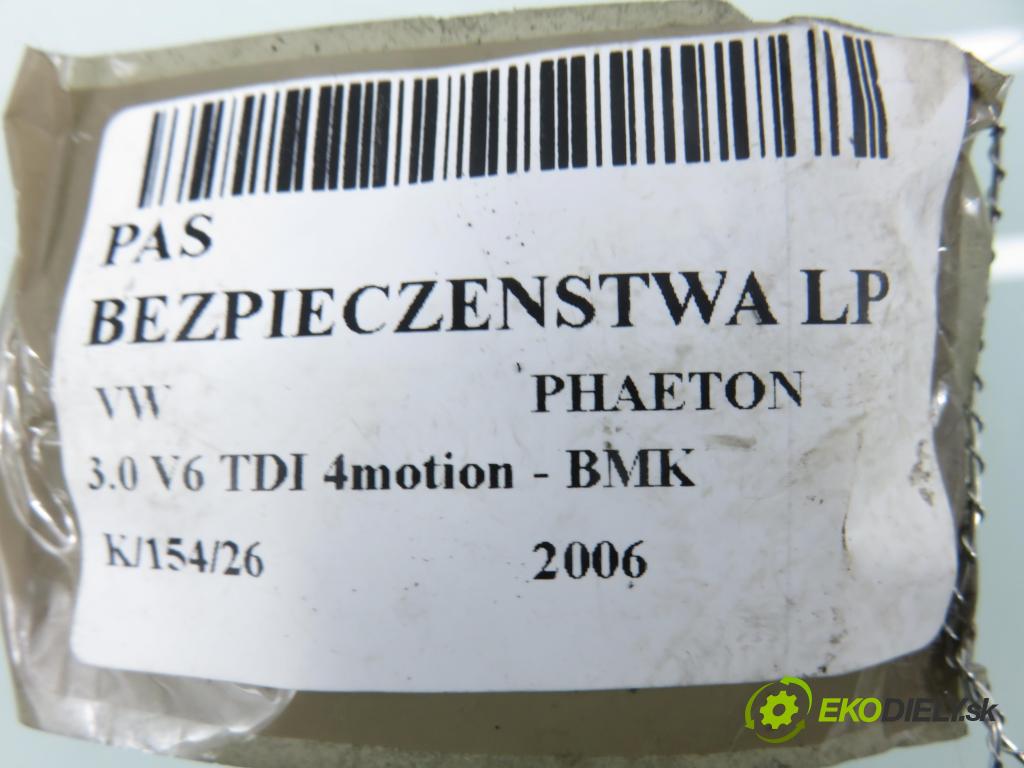 PAS
BEZPIECZENSTWA LP
VW PHAETON
3.0 V6 TDI 4motion - BMK
K/154/26 2006
EKODIELY.sk